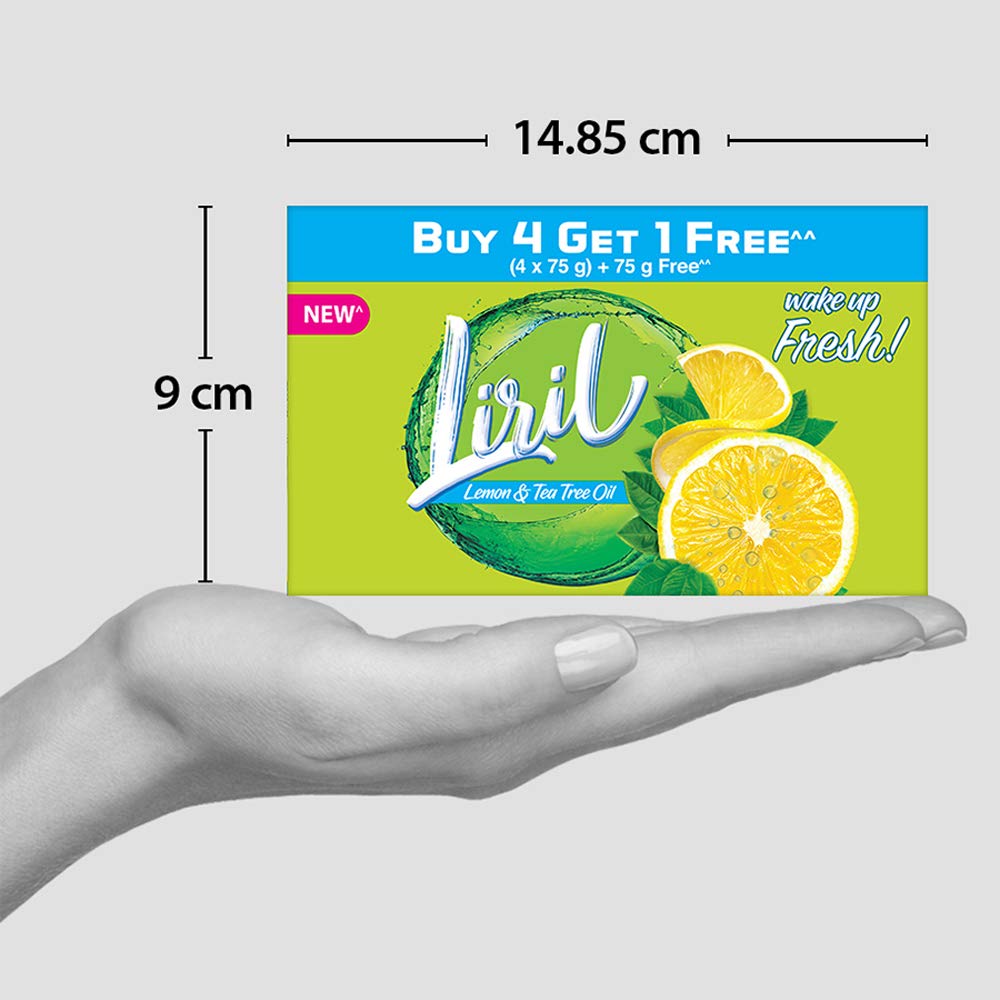 14.85 cm
9 cm
BUY 4 GET 1 FREE^^
(4 x 75 g) + 75 g Free^^
NEW^
wake up
Fresh!
Liril
Lemon & Tea Tree Oil